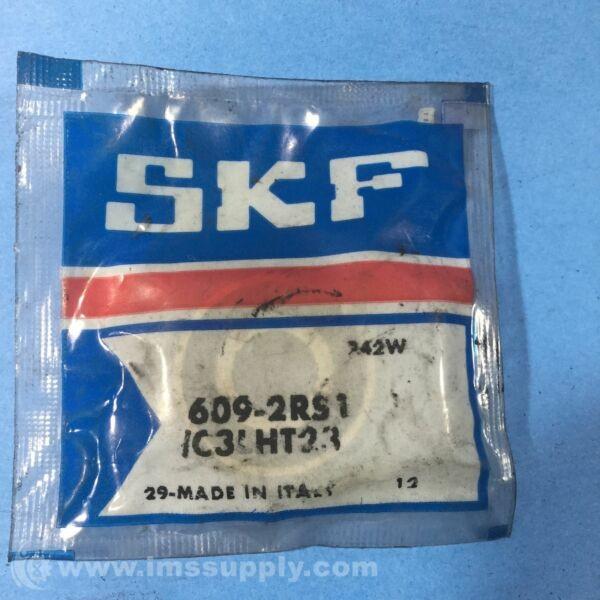 SKF
242W
609-2RS1
/C3LHT23
29-MADE IN ITALY
12
www.imssupply.com